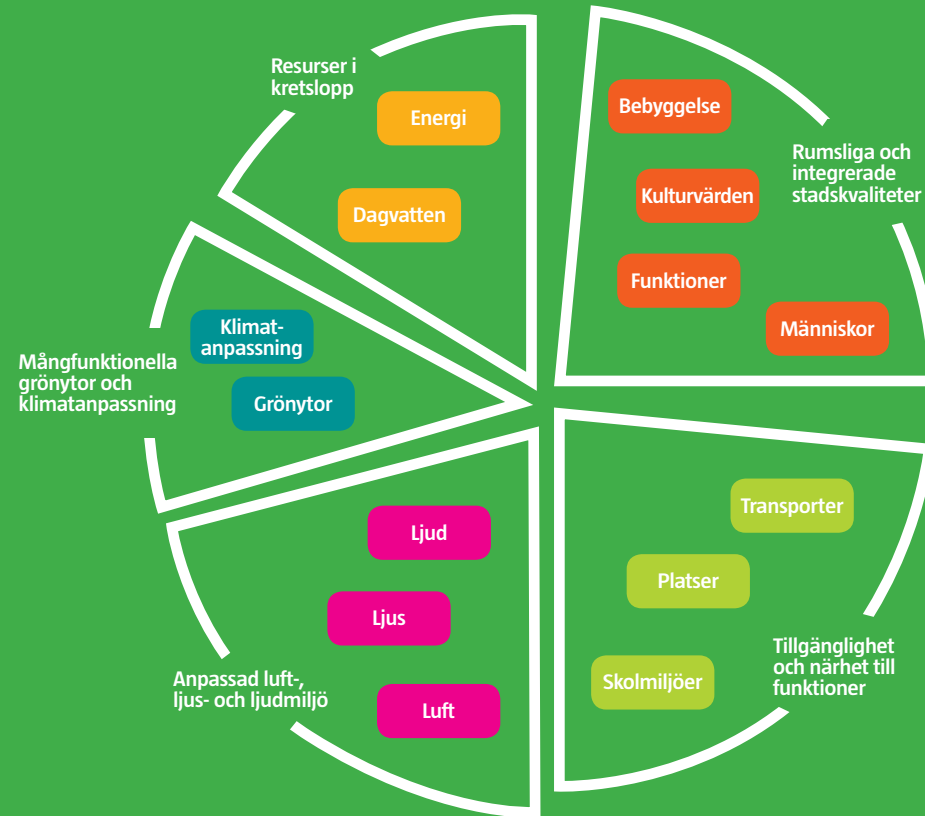 Resurser i
kretslopp
Energi
Dagvatten
Bebyggelse
Kulturvärden
Funktioner
Människor
Rumsliga och
integrerade
stadskvaliteter
Klimat-
anpassning
Grönytor
Mångfunktionella
grönytor och
klimatanpassning
Ljud
Ljus
Luft
Anpassad luft-,
ljus- och ljudmiljö
Transporter
Platser
Skolmiljöer
Tillgänglighet
och närhet till
funktioner